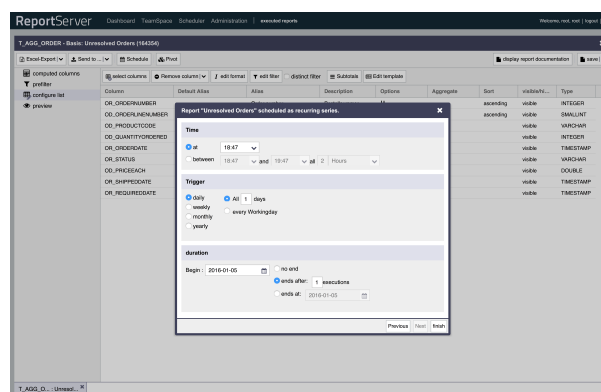 ReportServer Dashboard TeamSpace Scheduler Administration executed reports Welcome, root, root | logout |
T_AGG_ORDER - Basis: Unresolved Orders (184354)
Excel-Export Send to ... Schedule Pivot display report documentation save
computed columns
prefilter
configure list
preview
select columns Remove column edit format edit filter distinct filter Subtotals Edit template
Column Default Alias Alias Description Options Aggregate Sort visible/hi... Type
OR_ORDERNUMBER ascending visible INTEGER
OD_ORDERLINENUMBER ascending visible SMALLINT
OD_PRODUCTCODE visible VARCHAR
OD_QUANTITYORDERED visible INTEGER
OR_ORDERDATE visible TIMESTAMP
OR_STATUS visible VARCHAR
OD_PRICEEACH visible DOUBLE
OR_SHIPPEDDATE visible TIMESTAMP
OR_REQUIREDDATE visible TIMESTAMP
Report "Unresolved Orders" scheduled as recurring series.
Time
at 18:47
between 18:47 and 19:47 all 2 Hours
Trigger
daily
weekly
monthly
yearly
All 1 days
every Workingday
duration
Begin : 2016-01-05
no end
ends after: 1 executions
ends at: 2016-01-05
Previous Next finish
T_AGG_O... : Unresol...